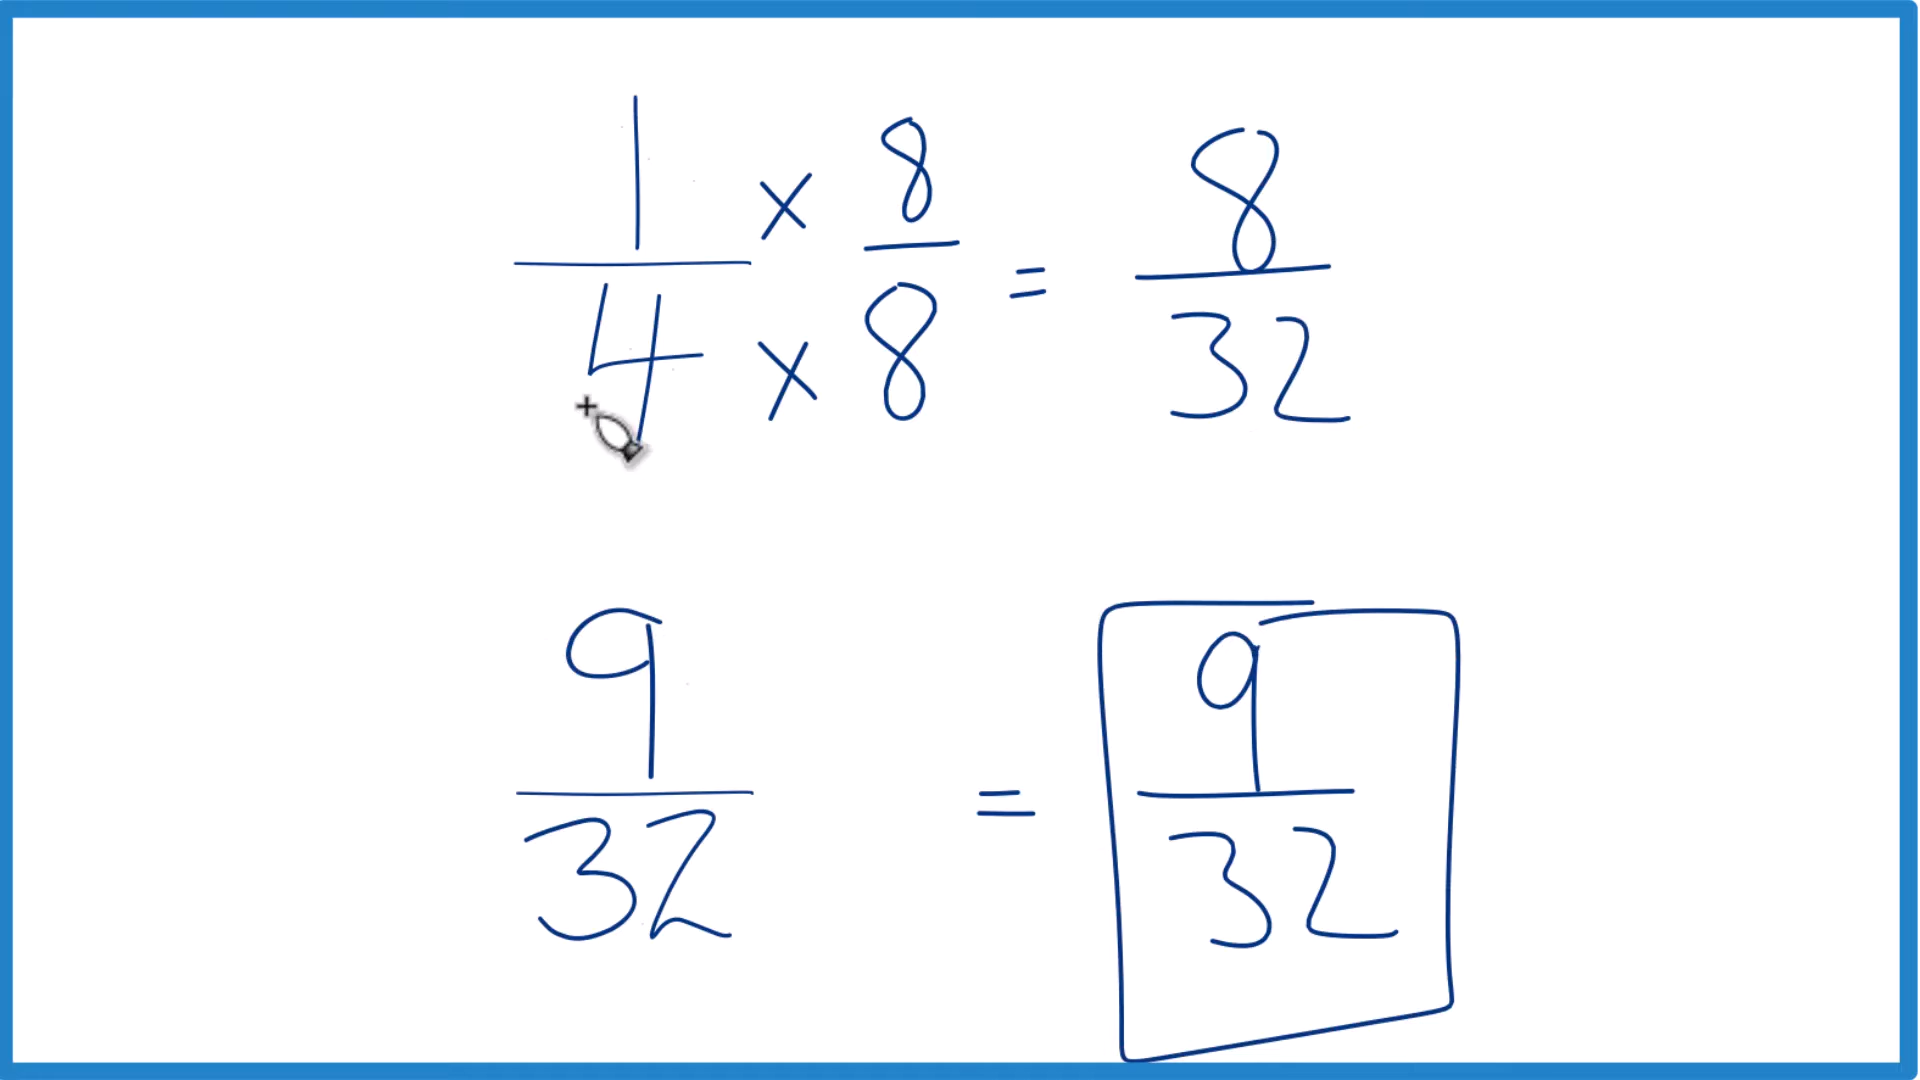 1/4 × 8/8 = 8/32
9/32 = 9/32